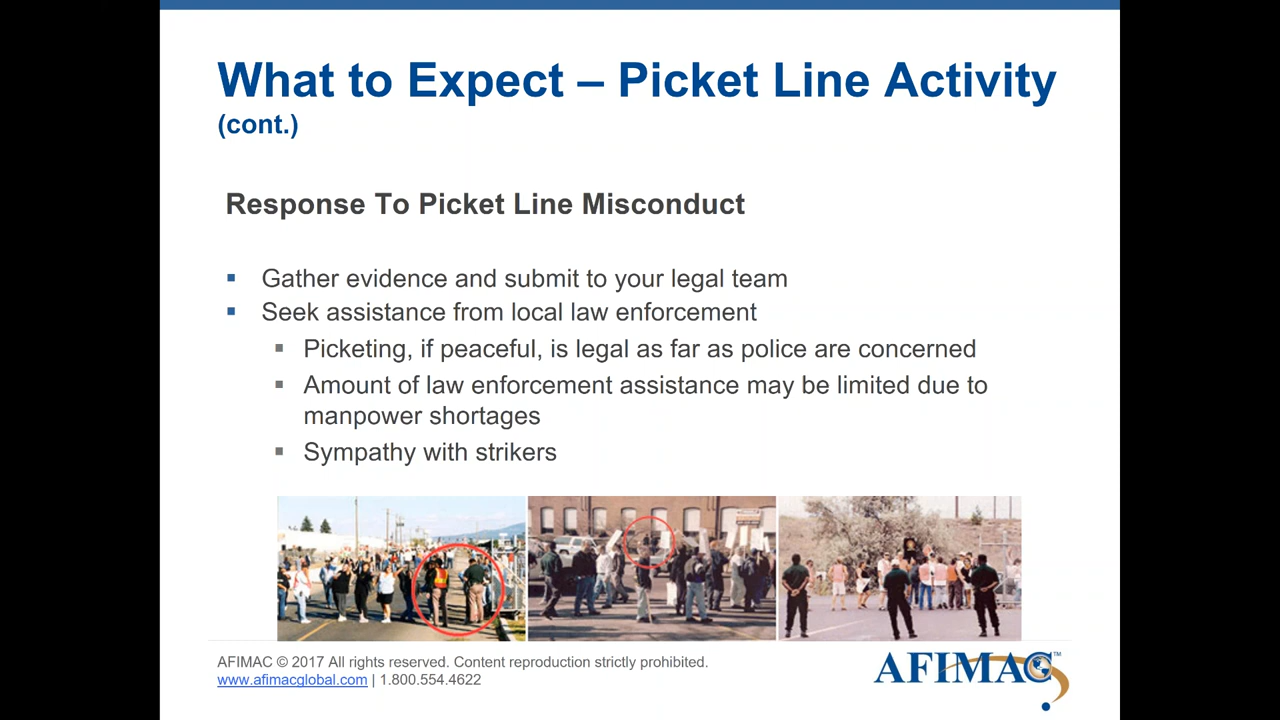 What to Expect – Picket Line Activity
(cont.)
Response To Picket Line Misconduct
▪ Gather evidence and submit to your legal team
▪ Seek assistance from local law enforcement
▪ Picketing, if peaceful, is legal as far as police are concerned
▪ Amount of law enforcement assistance may be limited due to
manpower shortages
▪ Sympathy with strikers
AFIMAC © 2017 All rights reserved. Content reproduction strictly prohibited.
www.afimacglobal.com | 1.800.554.4622
AFIMAC™